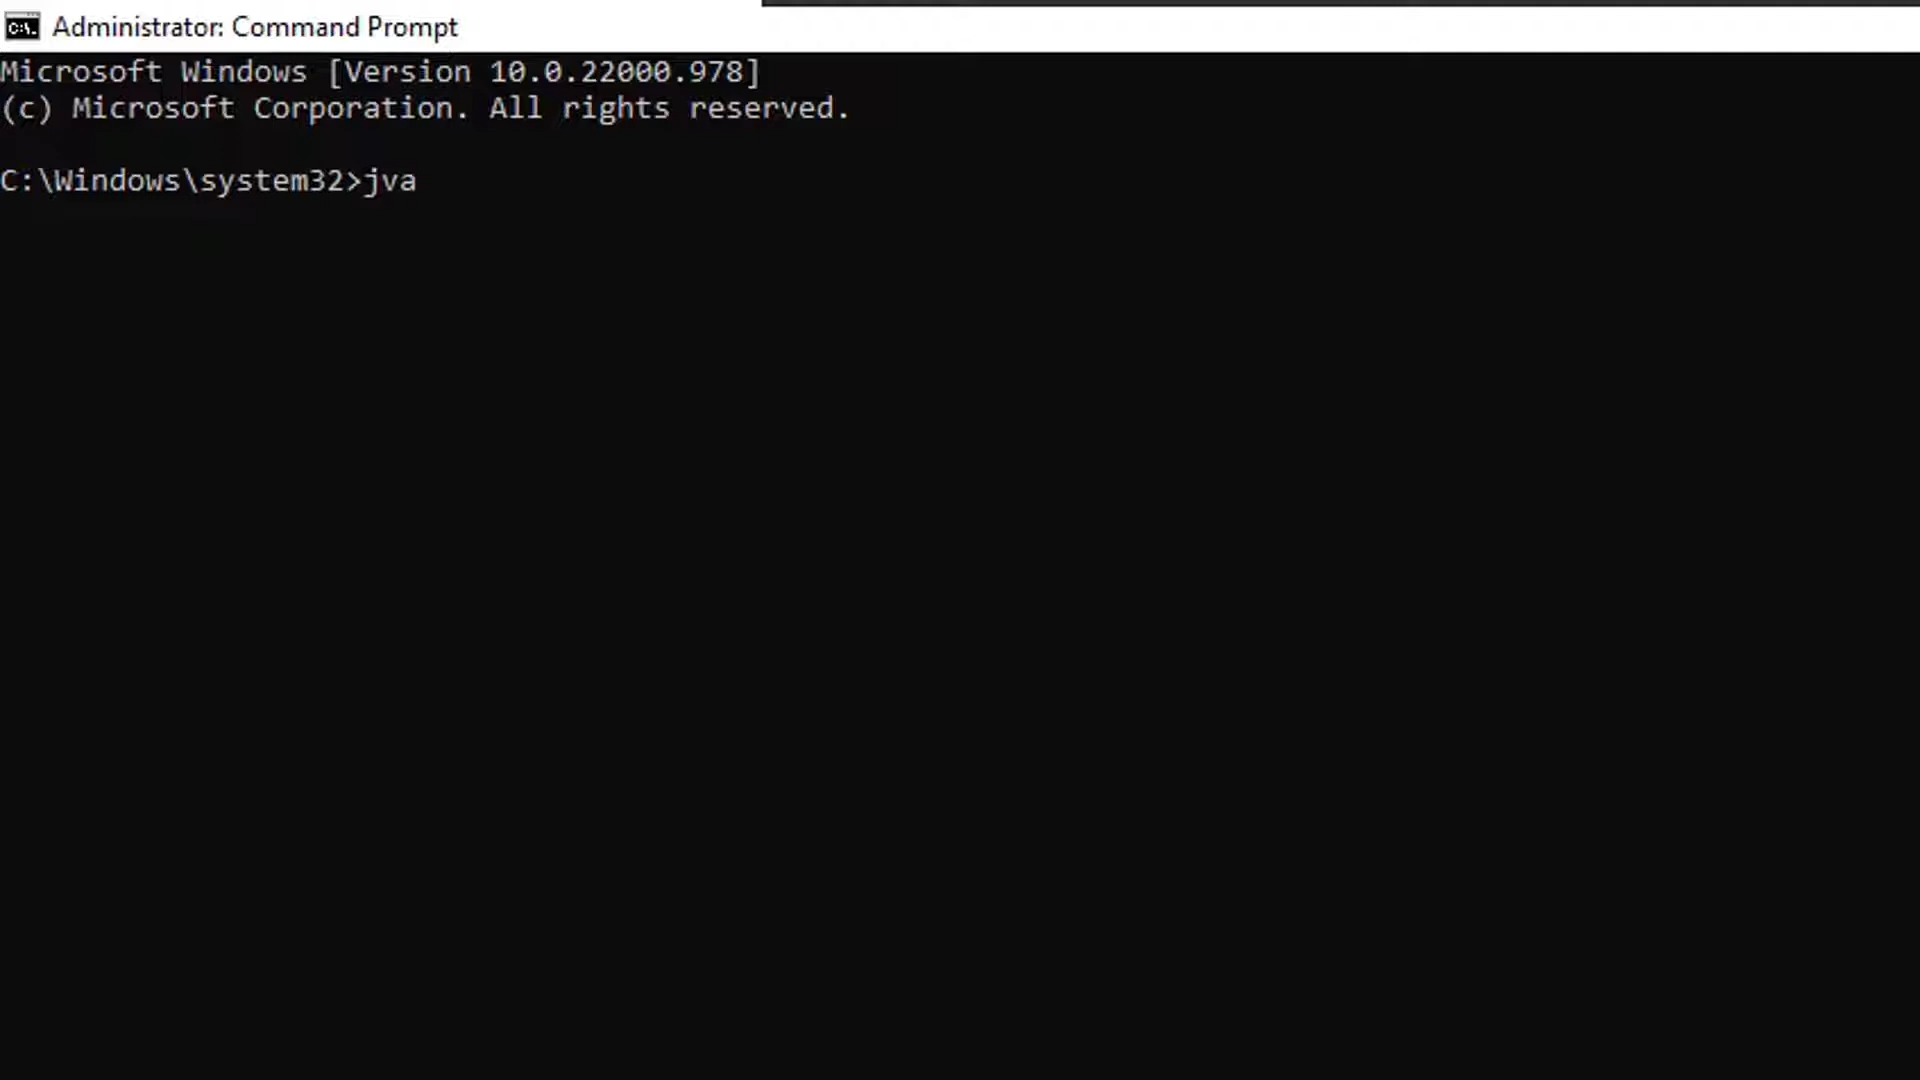 Administrator: Command Prompt
Microsoft Windows [Version 10.0.22000.978]
(c) Microsoft Corporation. All rights reserved.
C:\Windows\system32>jva